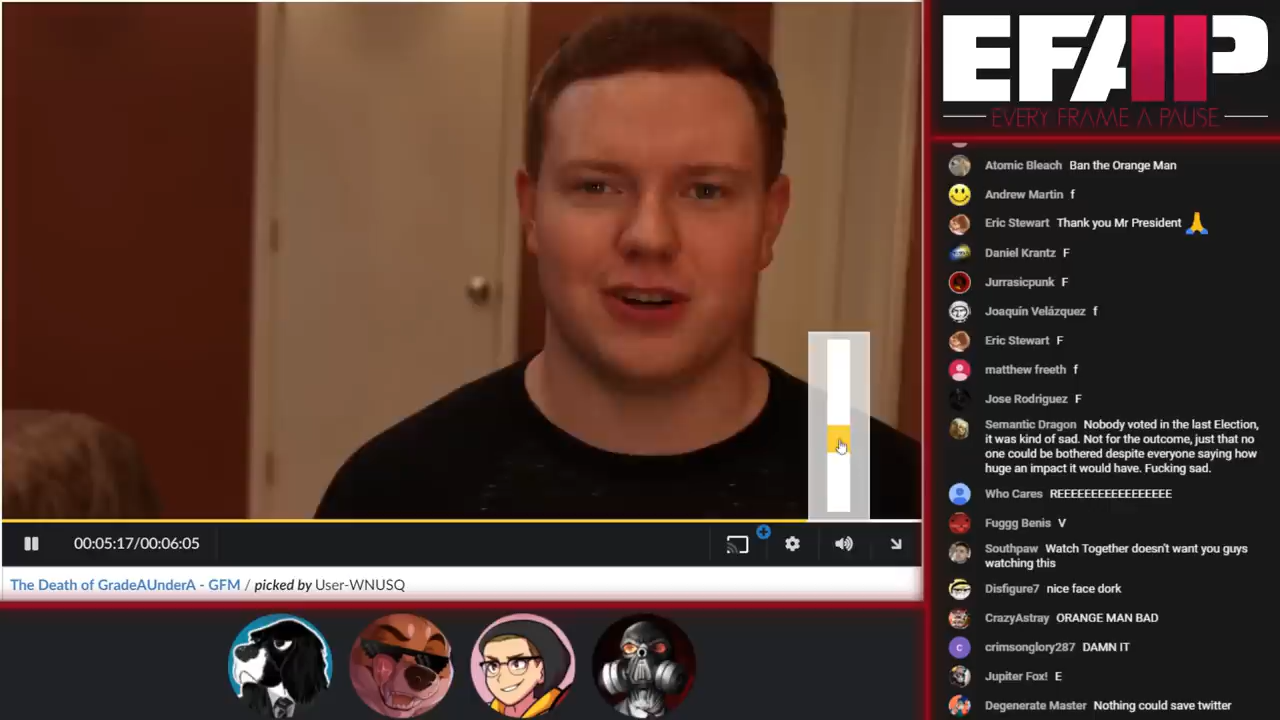 EFAP
EVERY FRAME A PAUSE
Atomic Bleach Ban the Orange Man
Andrew Martin f
Eric Stewart Thank you Mr President 🙏
Daniel Krantz F
Jurrasicpunk F
Joaquín Velázquez f
Eric Stewart F
matthew freeth f
Jose Rodriguez F
Semantic Dragon Nobody voted in the last Election,
it was kind of sad. Not for the outcome, just that no
one could be bothered despite everyone saying how
huge an impact it would have. Fucking sad.
Who Cares REEEEEEEEEEEEEEEEE
Fuggg Benis V
Southpaw Watch Together doesn't want you guys
watching this
Disfigure7 nice face dork
CrazyAstray ORANGE MAN BAD
C crimsonglory287 DAMN IT
Jupiter Fox! E
Degenerate Master Nothing could save twitter
00:05:17/00:06:05
The Death of GradeAUnderA - GFM / picked by User-WNUSQ